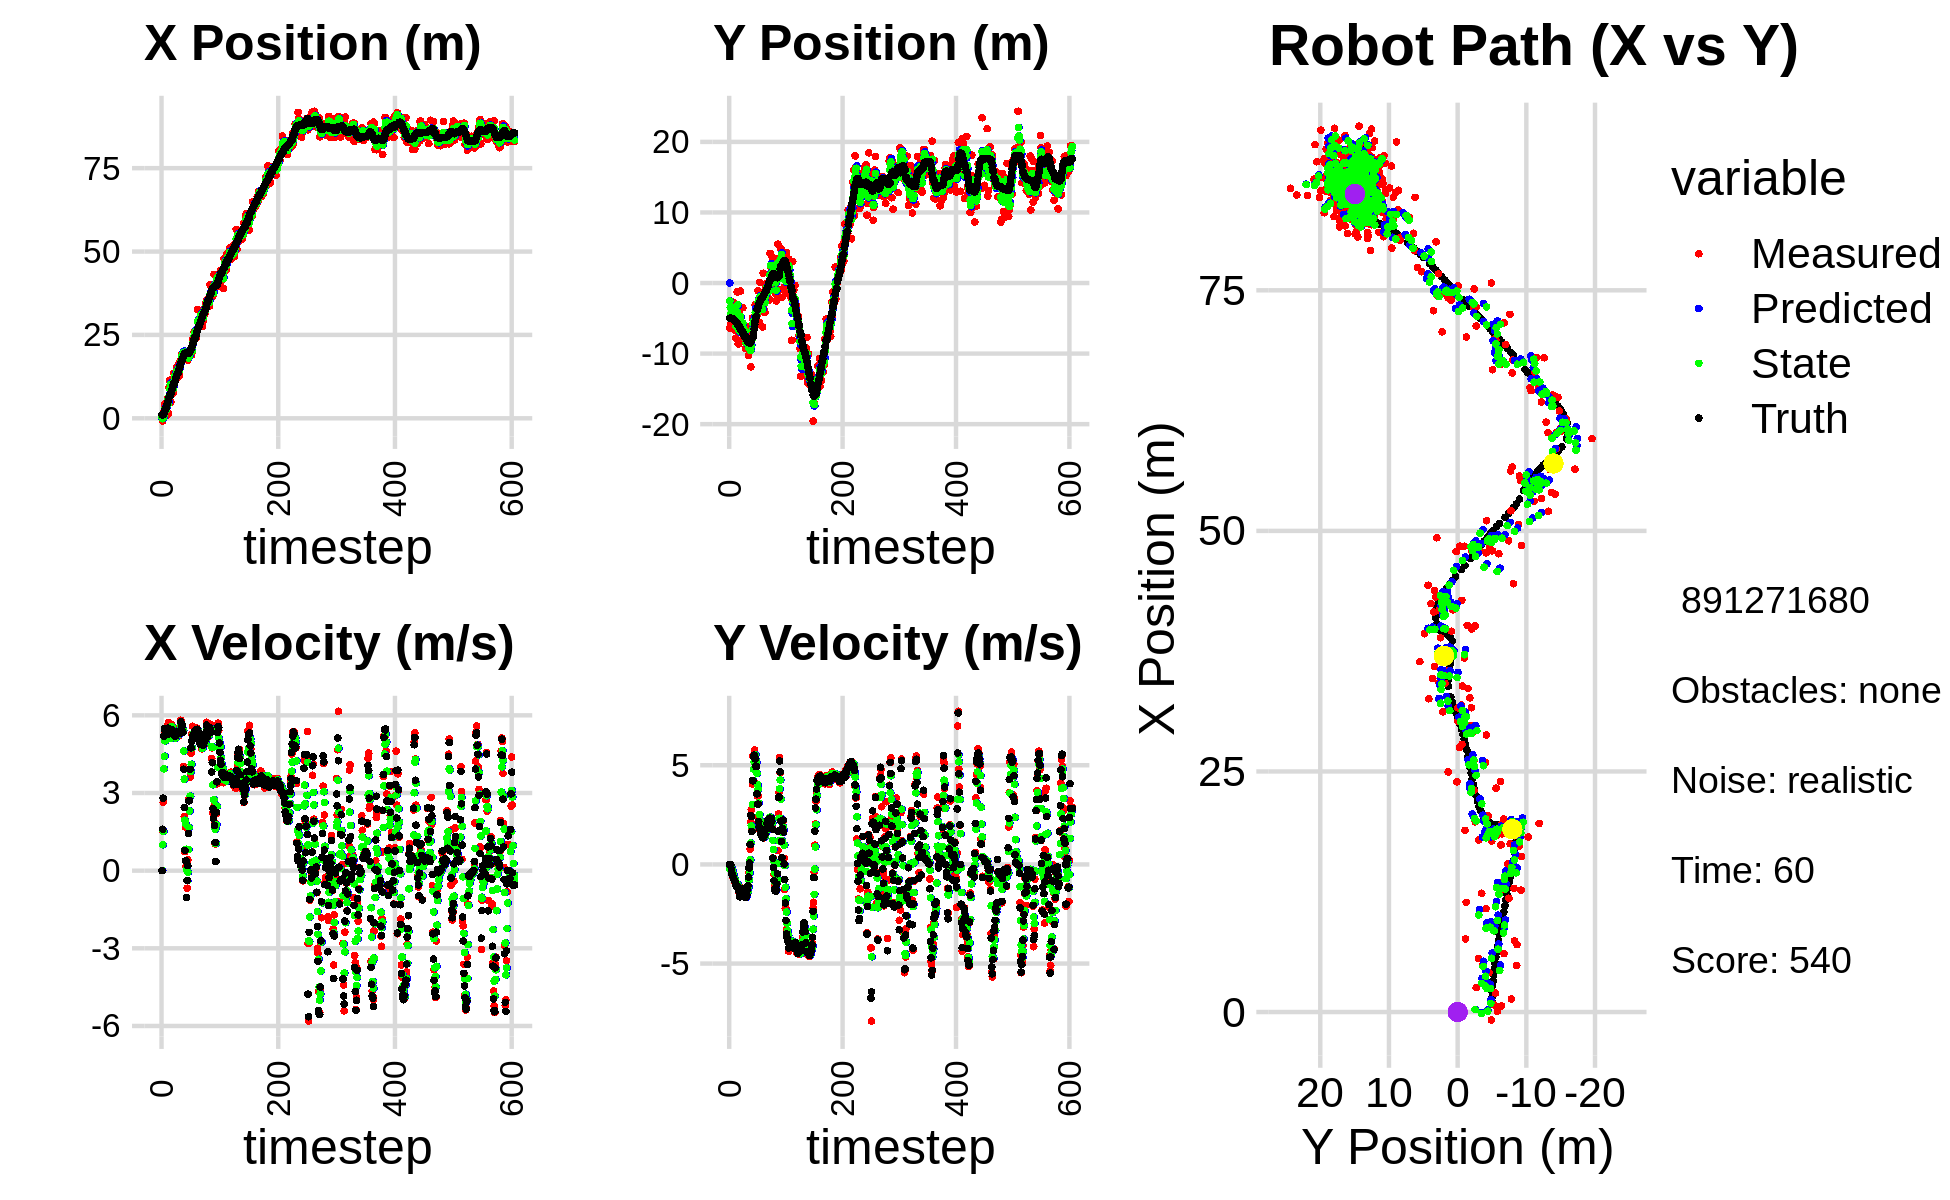 X Position (m)
75
50
25
0
0
200
400
600
timestep
Y Position (m)
20
10
0
-10
-20
0
200
400
600
timestep
X Velocity (m/s)
6
3
0
-3
-6
0
200
400
600
timestep
Y Velocity (m/s)
5
0
-5
0
200
400
600
timestep
Robot Path (X vs Y)
X Position (m)
75
50
25
0
20 10 0 -10 -20
Y Position (m)
variable
Measured
Predicted
State
Truth
891271680
Obstacles: none
Noise: realistic
Time: 60
Score: 540